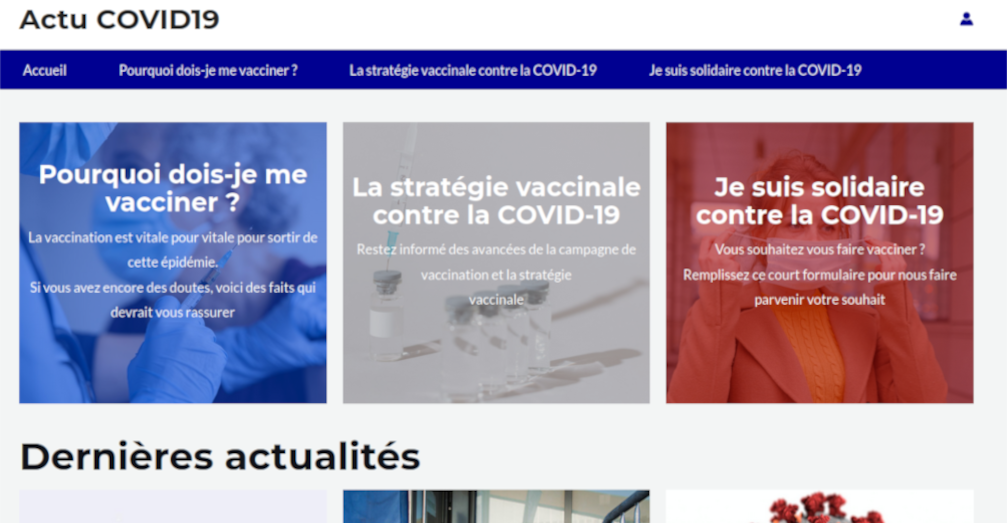 Actu COVID19
Accueil
Pourquoi dois-je me vacciner ?
La stratégie vaccinale contre la COVID-19
Je suis solidaire contre la COVID-19
Pourquoi dois-je me
vacciner ?
La vaccination est vitale pour vitale pour sortir de
cette épidémie.
Si vous avez encore des doutes, voici des faits qui
devrait vous rassurer
La stratégie vaccinale
contre la COVID-19
Restez informé des avancées de la campagne de
vaccination et la stratégie
vaccinale
Je suis solidaire
contre la COVID-19
Vous souhaitez vous faire vacciner ?
Remplissez ce court formulaire pour nous faire
parvenir votre souhait
Dernières actualités